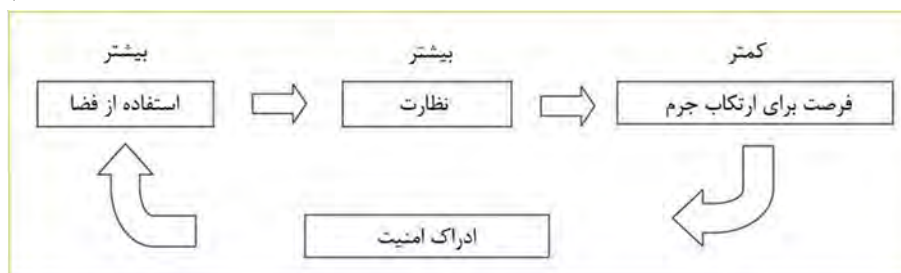 بیشتر
بیشتر
کمتر
استفاده از فضا
نظارت
فرصت برای ارتکاب جرم
ادراک امنیت